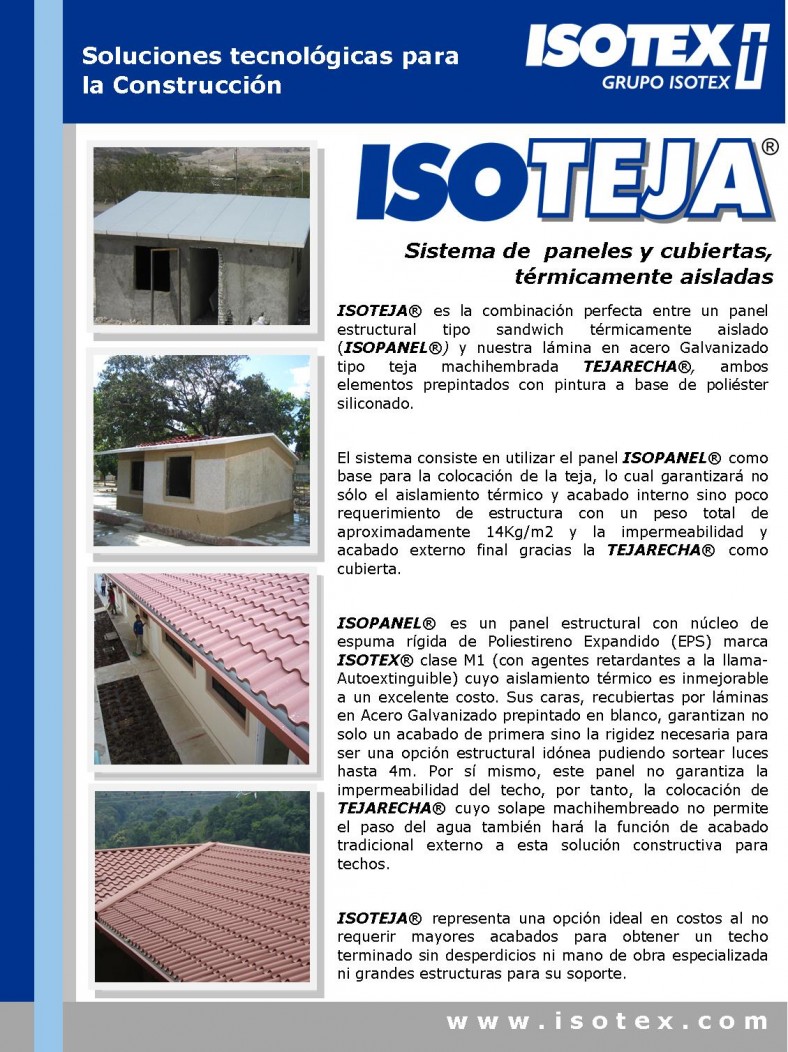 Soluciones tecnológicas para
la Construcción
ISOTEX
GRUPO ISOTEX
ISOTEJA®
Sistema de paneles y cubiertas,
térmicamente aisladas
ISOTEJA® es la combinación perfecta entre un panel
estructural tipo sandwich térmicamente aislado
(ISOPANEL®) y nuestra lámina en acero Galvanizado
tipo teja machihembrada TEJARECHA®, ambos
elementos prepintados con pintura a base de poliéster
siliconado.
El sistema consiste en utilizar el panel ISOPANEL® como
base para la colocación de la teja, lo cual garantizará no
sólo el aislamiento térmico y acabado interno sino poco
requerimiento de estructura con un peso total de
aproximadamente 14Kg/m2 y la impermeabilidad y
acabado externo final gracias la TEJARECHA® como
cubierta.
ISOPANEL® es un panel estructural con núcleo de
espuma rígida de Poliestireno Expandido (EPS) marca
ISOTEX® clase M1 (con agentes retardantes a la llama-
Autoextinguible) cuyo aislamiento térmico es inmejorable
a un excelente costo. Sus caras, recubiertas por láminas
en Acero Galvanizado prepintado en blanco, garantizan no
solo un acabado de primera sino la rigidez necesaria para
ser una opción estructural idónea pudiendo sortear luces
hasta 4m. Por sí mismo, este panel no garantiza la
impermeabilidad del techo, por tanto, la colocación de
TEJARECHA® cuyo solape machihembreado no permite
el paso del agua también hará la función de acabado
tradicional externo a esta solución constructiva para
techos.
ISOTEJA® representa una opción ideal en costos al no
requerir mayores acabados para obtener un techo
terminado sin desperdicios ni mano de obra especializada
ni grandes estructuras para su soporte.
www.isotex.com